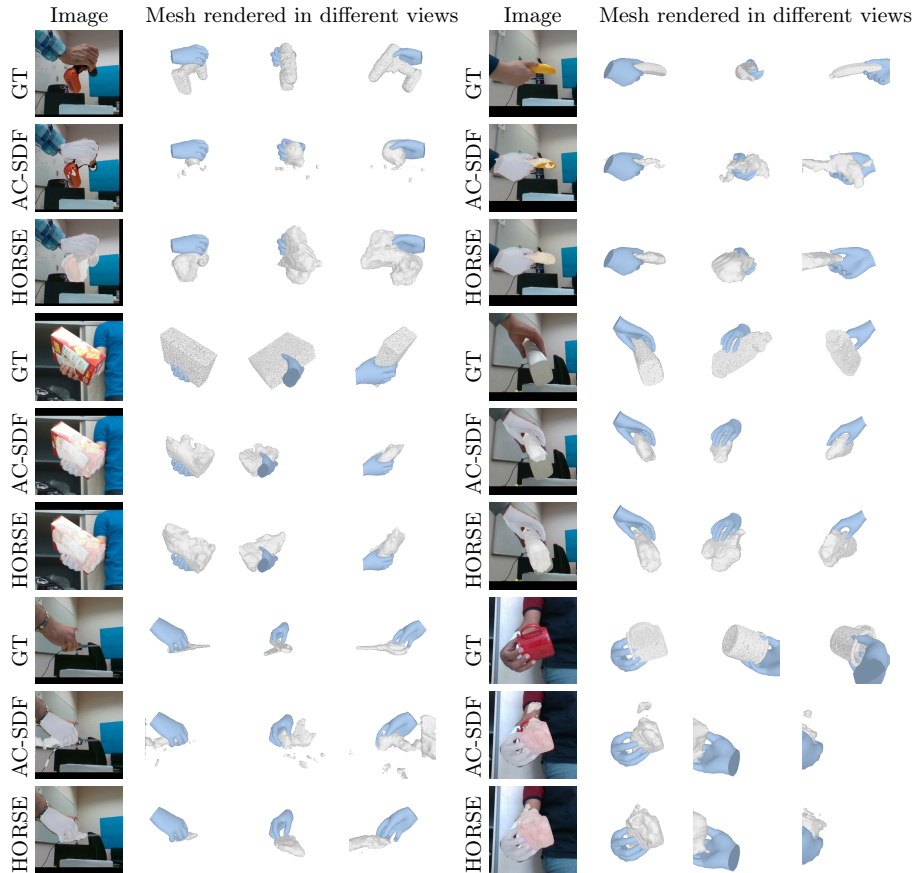 Image Mesh rendered in different views Image Mesh rendered in different views
GT GT
AC-SDF AC-SDF
HORSE HORSE
GT GT
AC-SDF AC-SDF
HORSE HORSE
GT GT
AC-SDF AC-SDF
HORSE HORSE